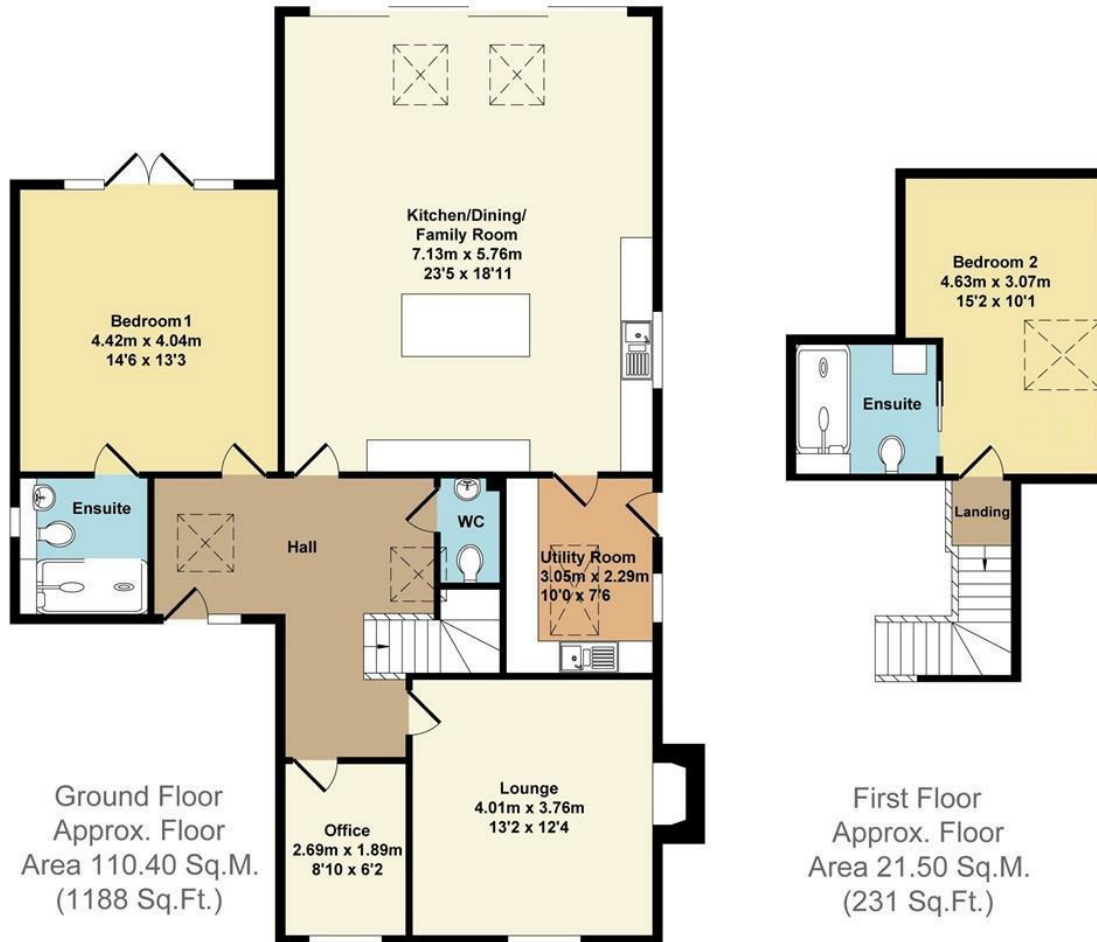 Kitchen/Dining/
Family Room
7.13m x 5.76m
23'5 x 18'11
Bedroom 1
4.42m x 4.04m
14'6 x 13'3
Ensuite
Hall
WC
Utility Room
3.05m x 2.29m
10'0 x 7'6
Lounge
4.01m x 3.76m
13'2 x 12'4
Office
2.69m x 1.89m
8'10 x 6'2
Ground Floor
Approx. Floor
Area 110.40 Sq.M.
(1188 Sq.Ft.)
Bedroom 2
4.63m x 3.07m
15'2 x 10'1
Ensuite
Landing
First Floor
Approx. Floor
Area 21.50 Sq.M.
(231 Sq.Ft.)